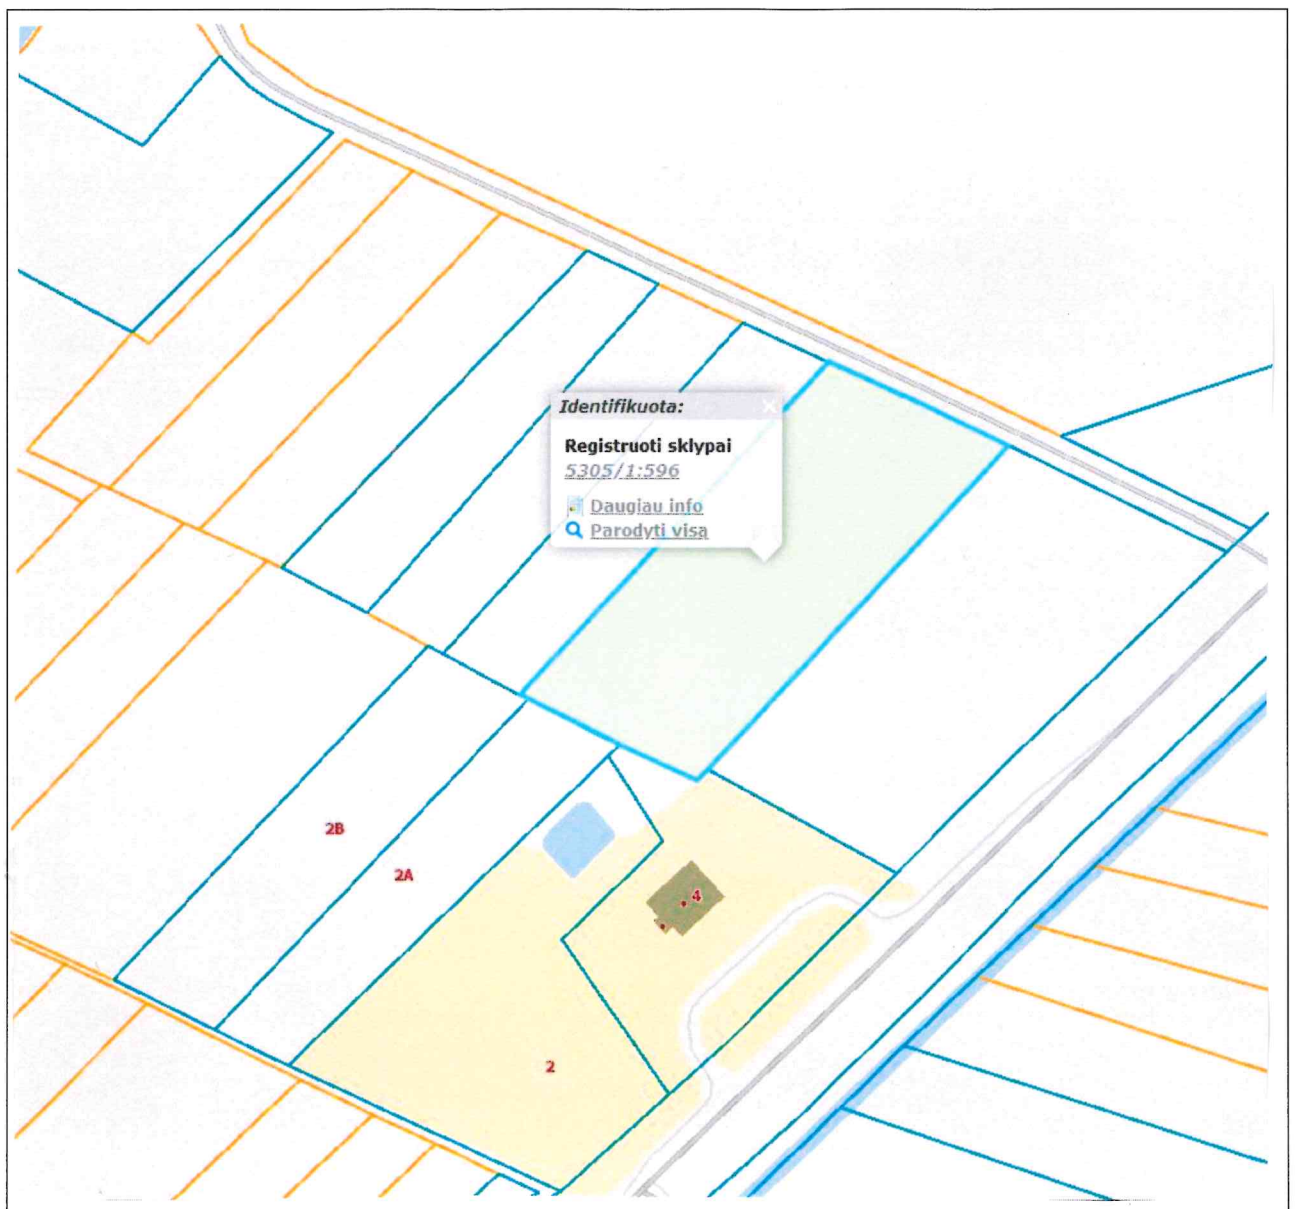 Identifikuota:
Registruoti sklypai
5305/1:596
Daugiau info
Parodyti visą
2B
2A
4
2